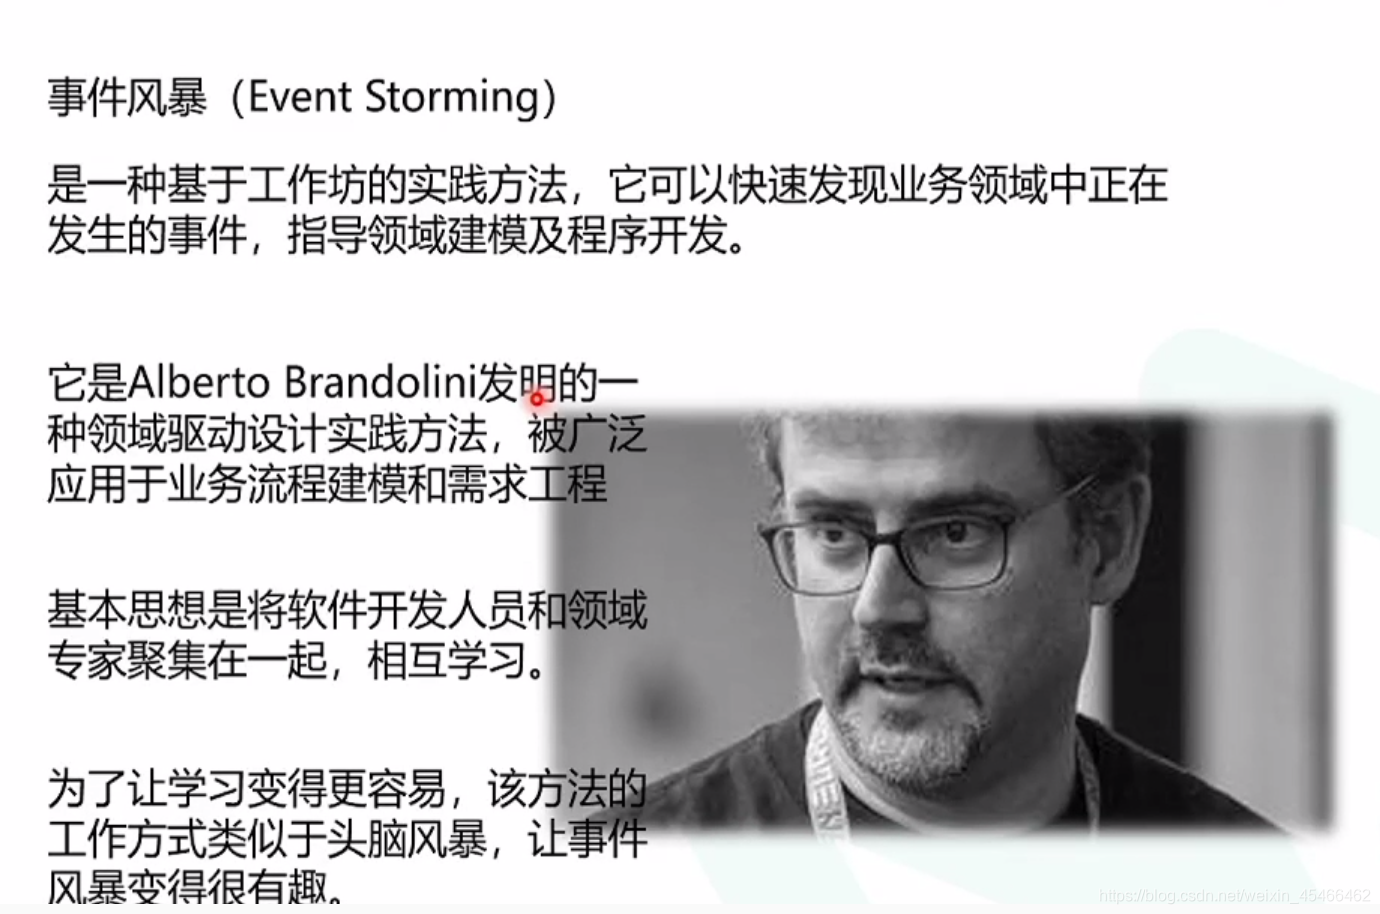 事件风暴（Event Storming）
是一种基于工作坊的实践方法，它可以快速发现业务领域中正在
发生的事件，指导领域建模及程序开发。
它是Alberto Brandolini发明的一
种领域驱动设计实践方法，被广泛
应用于业务流程建模和需求工程
基本思想是将软件开发人员和领域
专家聚集在一起，相互学习。
为了让学习变得更容易，该方法的
工作方式类似于头脑风暴，让事件
风暴变得很有趣。
https://blog.csdn.net/weixin_45466462